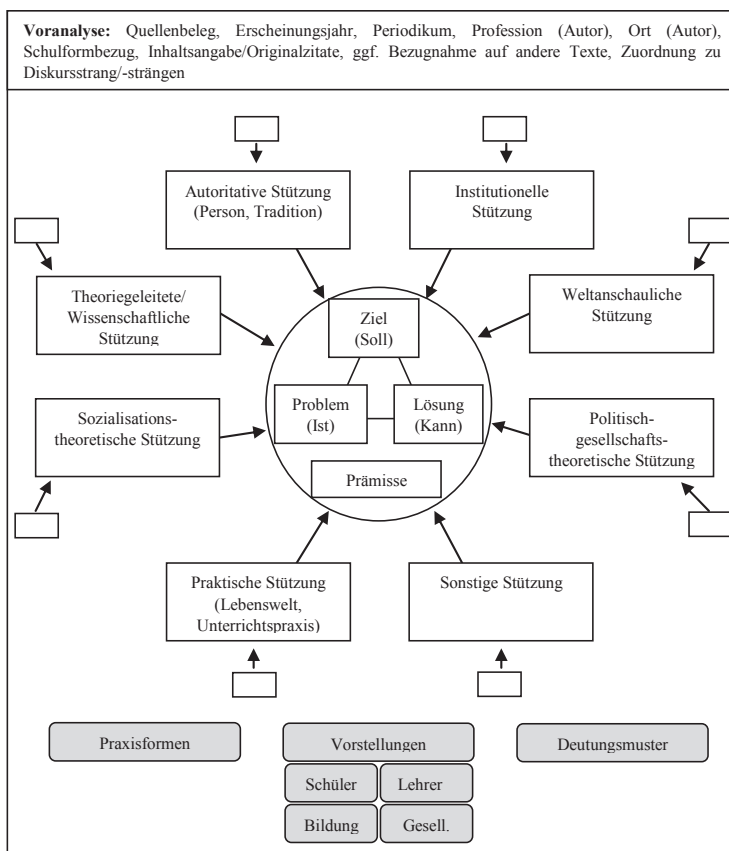 Voranalyse: Quellenbeleg, Erscheinungsjahr, Periodikum, Profession (Autor), Ort (Autor),
Schulformbezug, Inhaltsangabe/Originalzitate, ggf. Bezugnahme auf andere Texte, Zuordnung zu
Diskursstrang/-strängen
Autoritative Stützung
(Person, Tradition)
Institutionelle
Stützung
Theoriegeleitete/
Wissenschaftliche
Stützung
Weltanschauliche
Stützung
Ziel
(Soll)
Problem
(Ist)
Lösung
(Kann)
Prämisse
Sozialisations-
theoretische Stützung
Politisch-
gesellschafts-
theoretische Stützung
Praktische Stützung
(Lebenswelt,
Unterrichtspraxis)
Sonstige Stützung
Praxisformen
Vorstellungen
Deutungsmuster
Schüler
Lehrer
Bildung
Gesell.